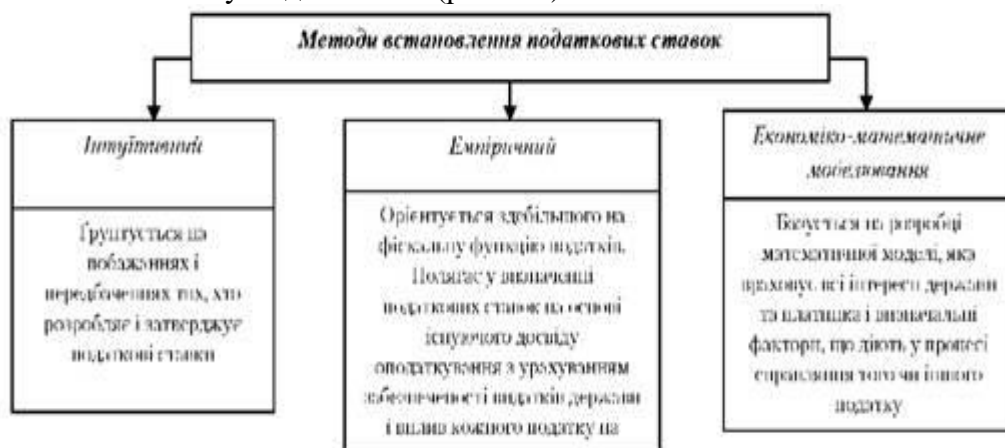 Методи встановлення податкових ставок
Інтуїтивний
Ґрунтується на
побажаннях і
передбаченнях тих, хто
розробляє і затверджує
податкові ставки
Емпіричний
Орієнтується здебільшого на
фіскальну функцію податків.
Полягає у визначенні
податкових ставок на основі
існуючого досвіду
оподаткування з урахуванням
забезпеченості видатків держави
і вплив кожного податку на
Економіко-математичне
моделювання
Базується на розробці
математичної моделі, яка
враховує всі інтереси держави
та платника і визначальні
фактори, що діють у процесі
справляння того чи іншого
податку